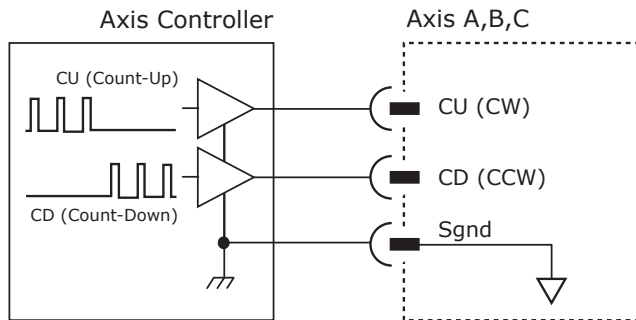 Axis Controller
Axis A,B,C
CU (Count-Up)
CU (CW)
CD (CCW)
CD (Count-Down)
Sgnd